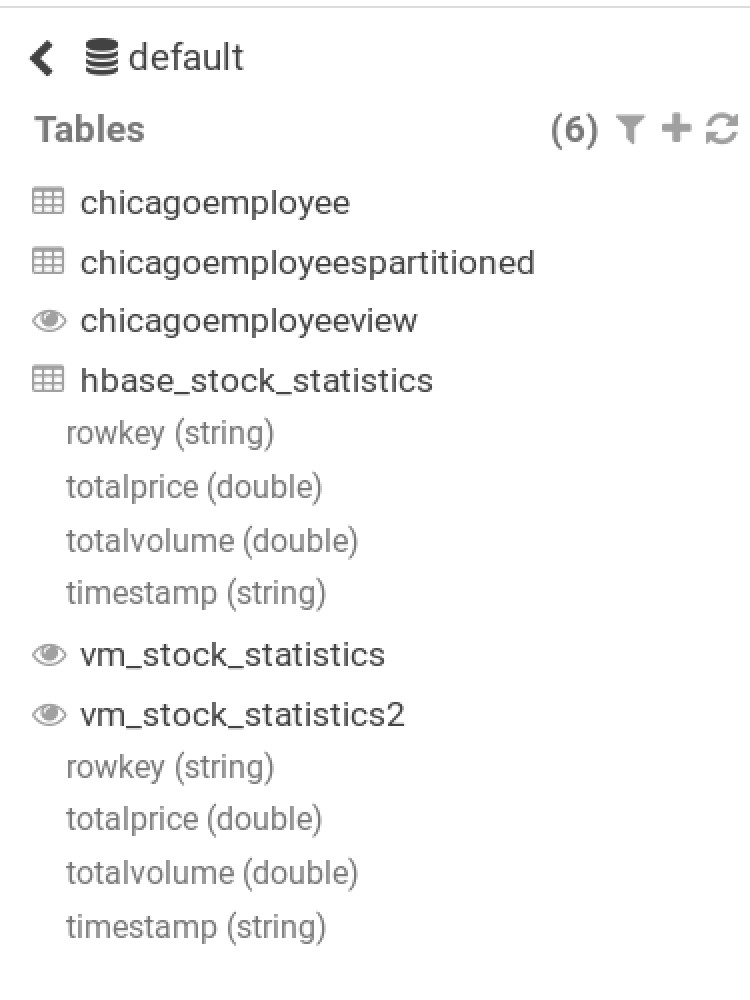 default
Tables (6)
chicagoemployee
chicagoemployeespartitioned
chicagoemployeeview
hbase_stock_statistics
rowkey (string)
totalprice (double)
totalvolume (double)
timestamp (string)
vm_stock_statistics
vm_stock_statistics2
rowkey (string)
totalprice (double)
totalvolume (double)
timestamp (string)